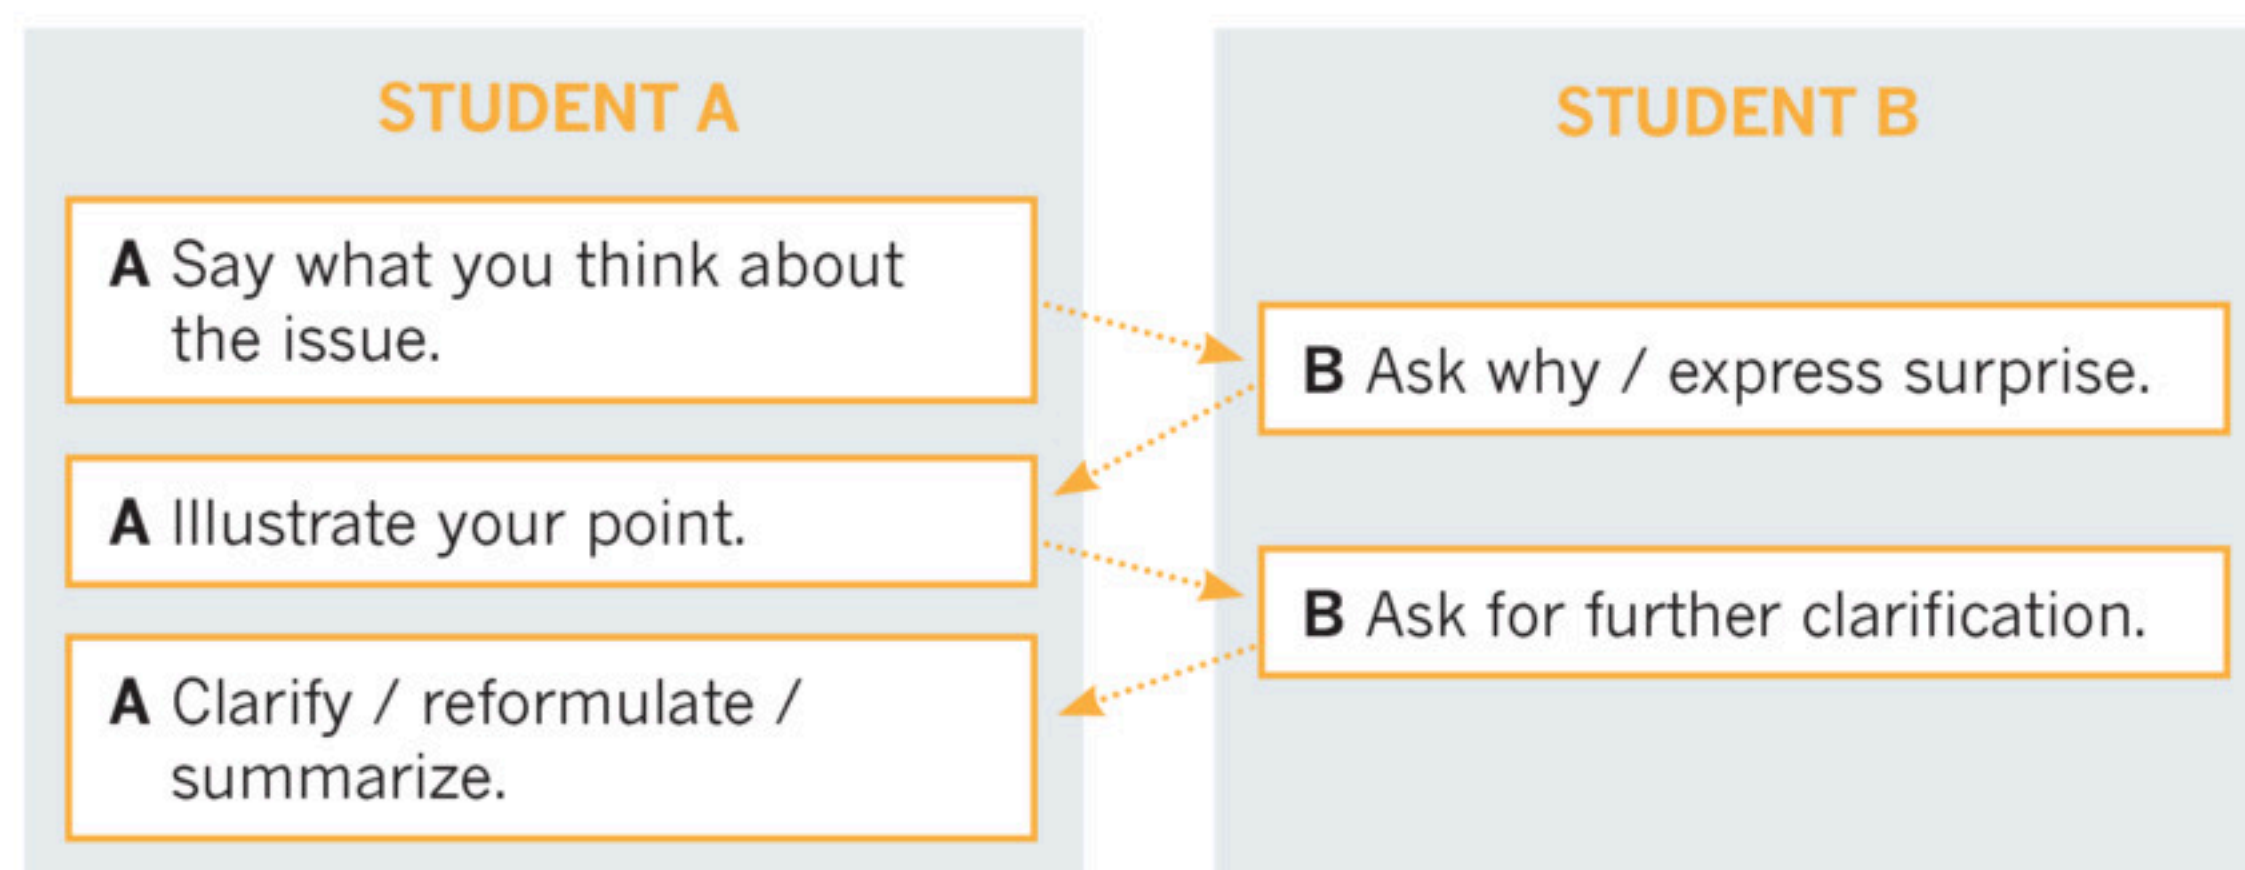 STUDENT A
A Say what you think about
the issue.
A Illustrate your point.
A Clarify / reformulate /
summarize.
STUDENT B
B Ask why / express surprise.
B Ask for further clarification.